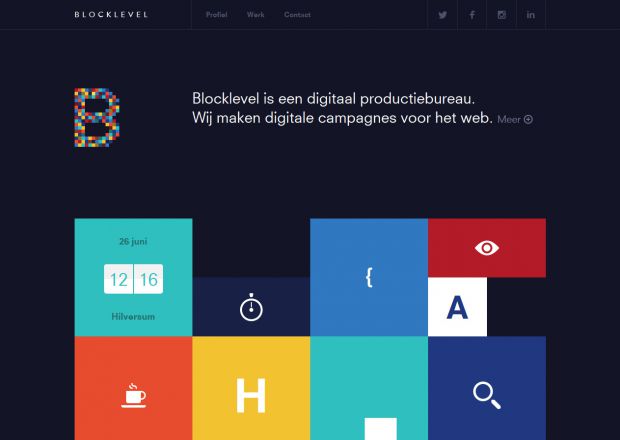 BLOCKLEVEL
Profiel Werk Contact
B
Blocklevel is een digitaal productiebureau.
Wij maken digitale campagnes voor het web. Meer
26 juni
12 16
Hilversum
{
A
H